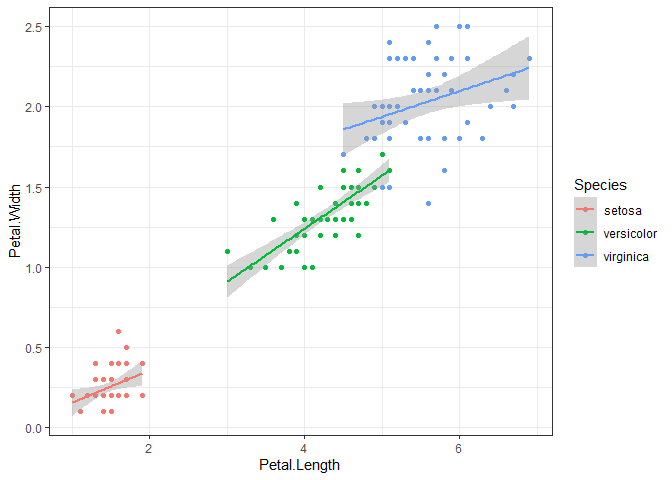 2.5
2.0
1.5
1.0
0.5
0.0
Petal.Width
2 4 6
Petal.Length
Species
setosa
versicolor
virginica